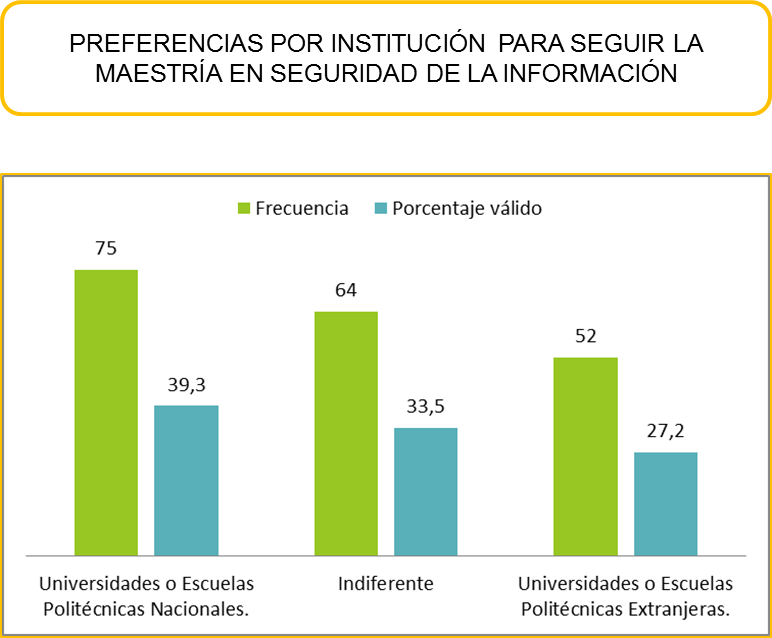 PREFERENCIAS POR INSTITUCIÓN PARA SEGUIR LA
MAESTRÍA EN SEGURIDAD DE LA INFORMACIÓN
Frecuencia
Porcentaje válido
75
39,3
64
33,5
52
27,2
Universidades o Escuelas
Politécnicas Nacionales.
Indiferente
Universidades o Escuelas
Politécnicas Extranjeras.